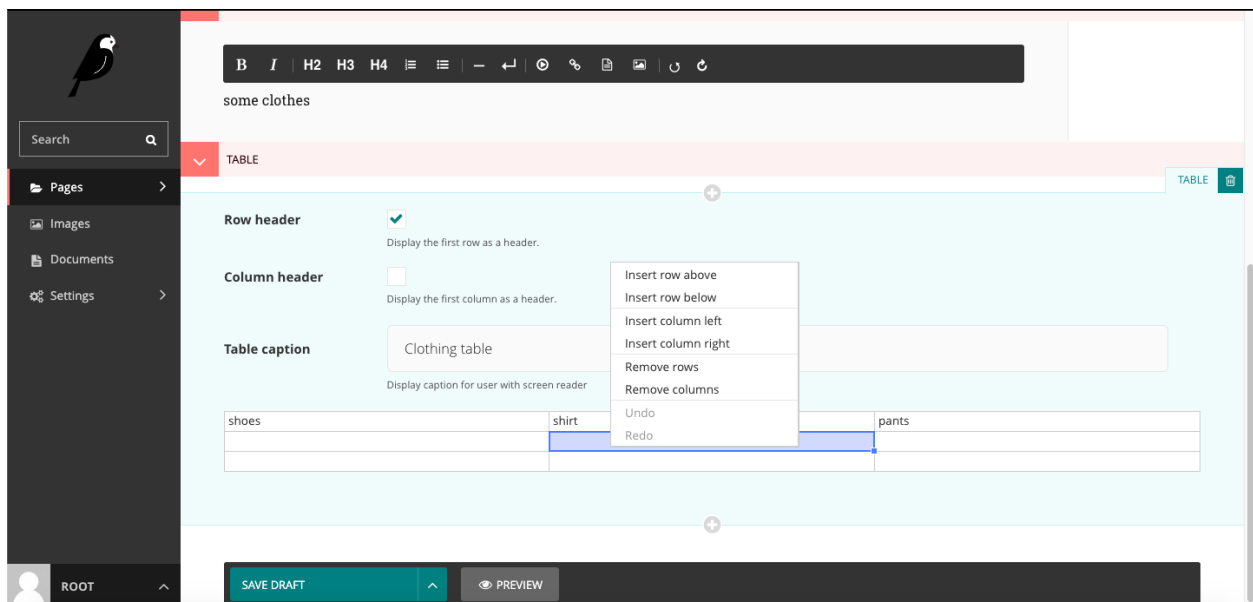 B I H2 H3 H4
some clothes
Search
TABLE
TABLE
Pages
Images
Documents
Settings
Row header
Display the first row as a header.
Column header
Display the first column as a header.
Table caption
Clothing table
Display caption for user with screen reader
Insert row above
Insert row below
Insert column left
Insert column right
Remove rows
Remove columns
Undo
Redo
shoes shirt pants
ROOT
SAVE DRAFT
PREVIEW